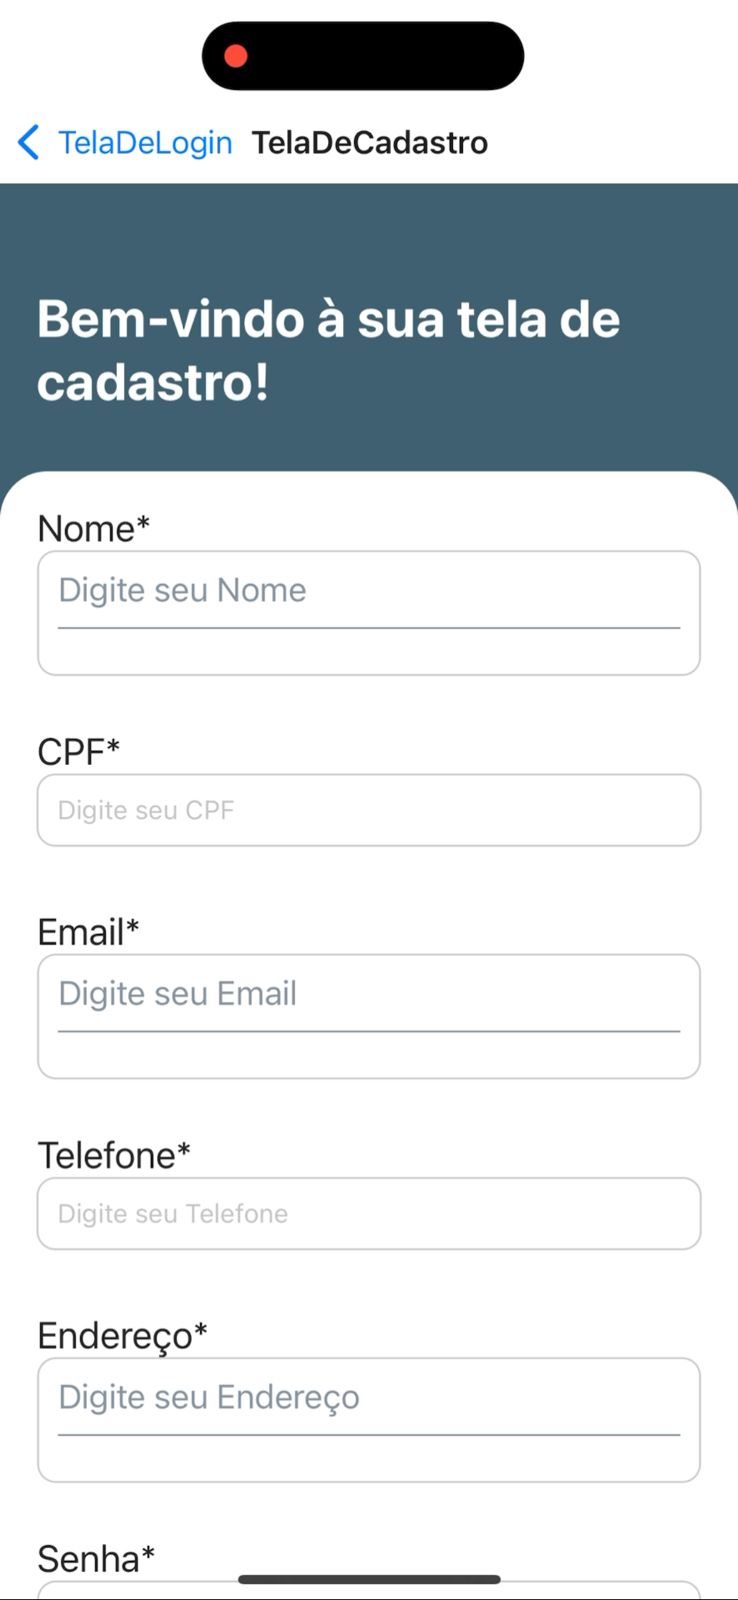 TelaDeLogin TelaDeCadastro
Bem-vindo à sua tela de
cadastro!
Nome*
Digite seu Nome
CPF*
Digite seu CPF
Email*
Digite seu Email
Telefone*
Digite seu Telefone
Endereço*
Digite seu Endereço
Senha*